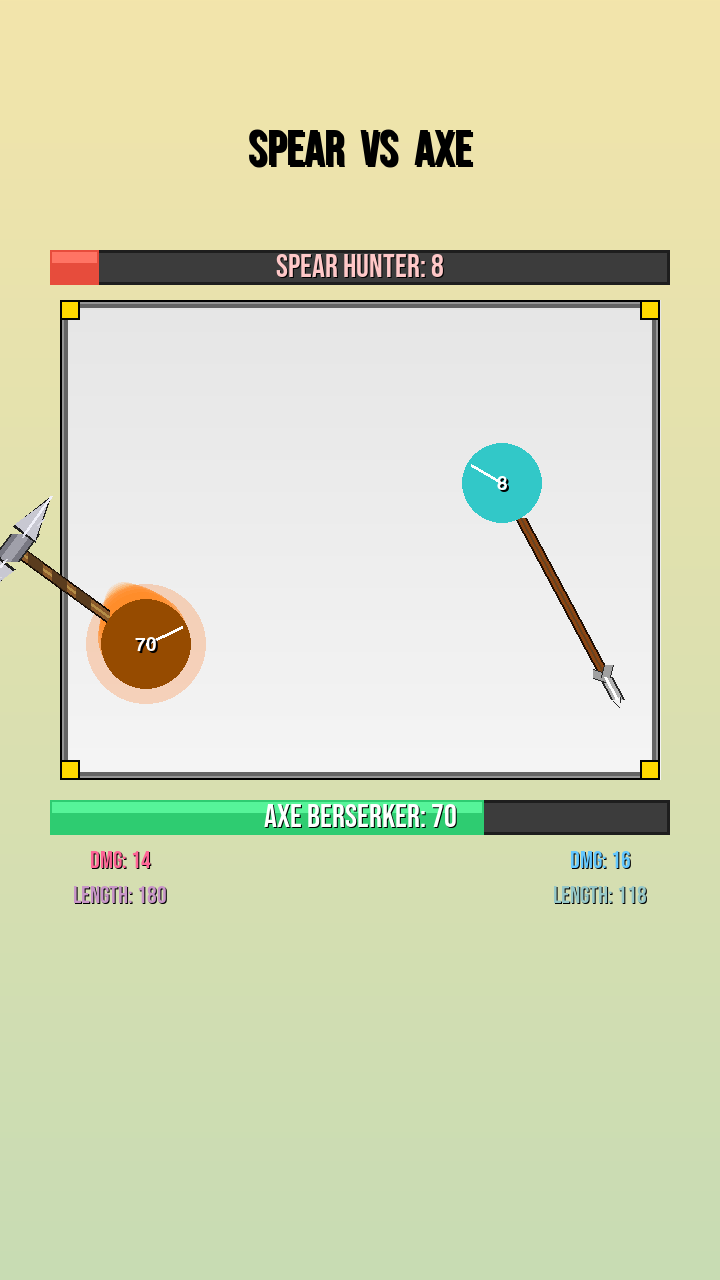 SPEAR VS AXE
SPEAR HUNTER: 8
8
70
AXE BERSERKER: 70
DMG: 14
DMG: 16
LENGTH: 180
LENGTH: 118